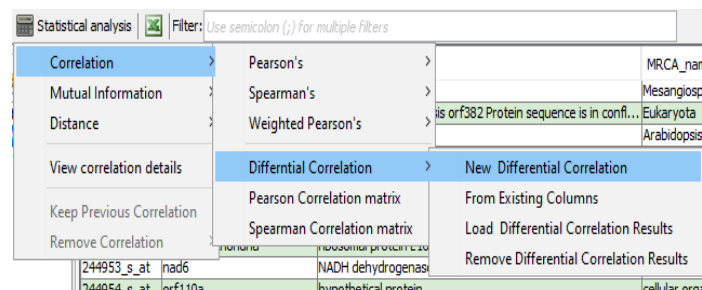 Statistical analysis Filter: Use semicolon (;) for multiple filters
Correlation
Mutual Information
Distance
View correlation details
Keep Previous Correlation
Remove Correlation
Pearson's
Spearman's
Weighted Pearson's
Differntial Correlation
Pearson Correlation matrix
Spearman Correlation matrix
New Differential Correlation
From Existing Columns
Load Differential Correlation Results
Remove Differential Correlation Results
MRCA_nam
Mesangiosp
is orf382 Protein sequence is in confl... Eukaryota
Arabidopsis
244953_s_at nad6 NADH dehydrogenase
244954_s_at orf110a hypothetical protein cellular orga